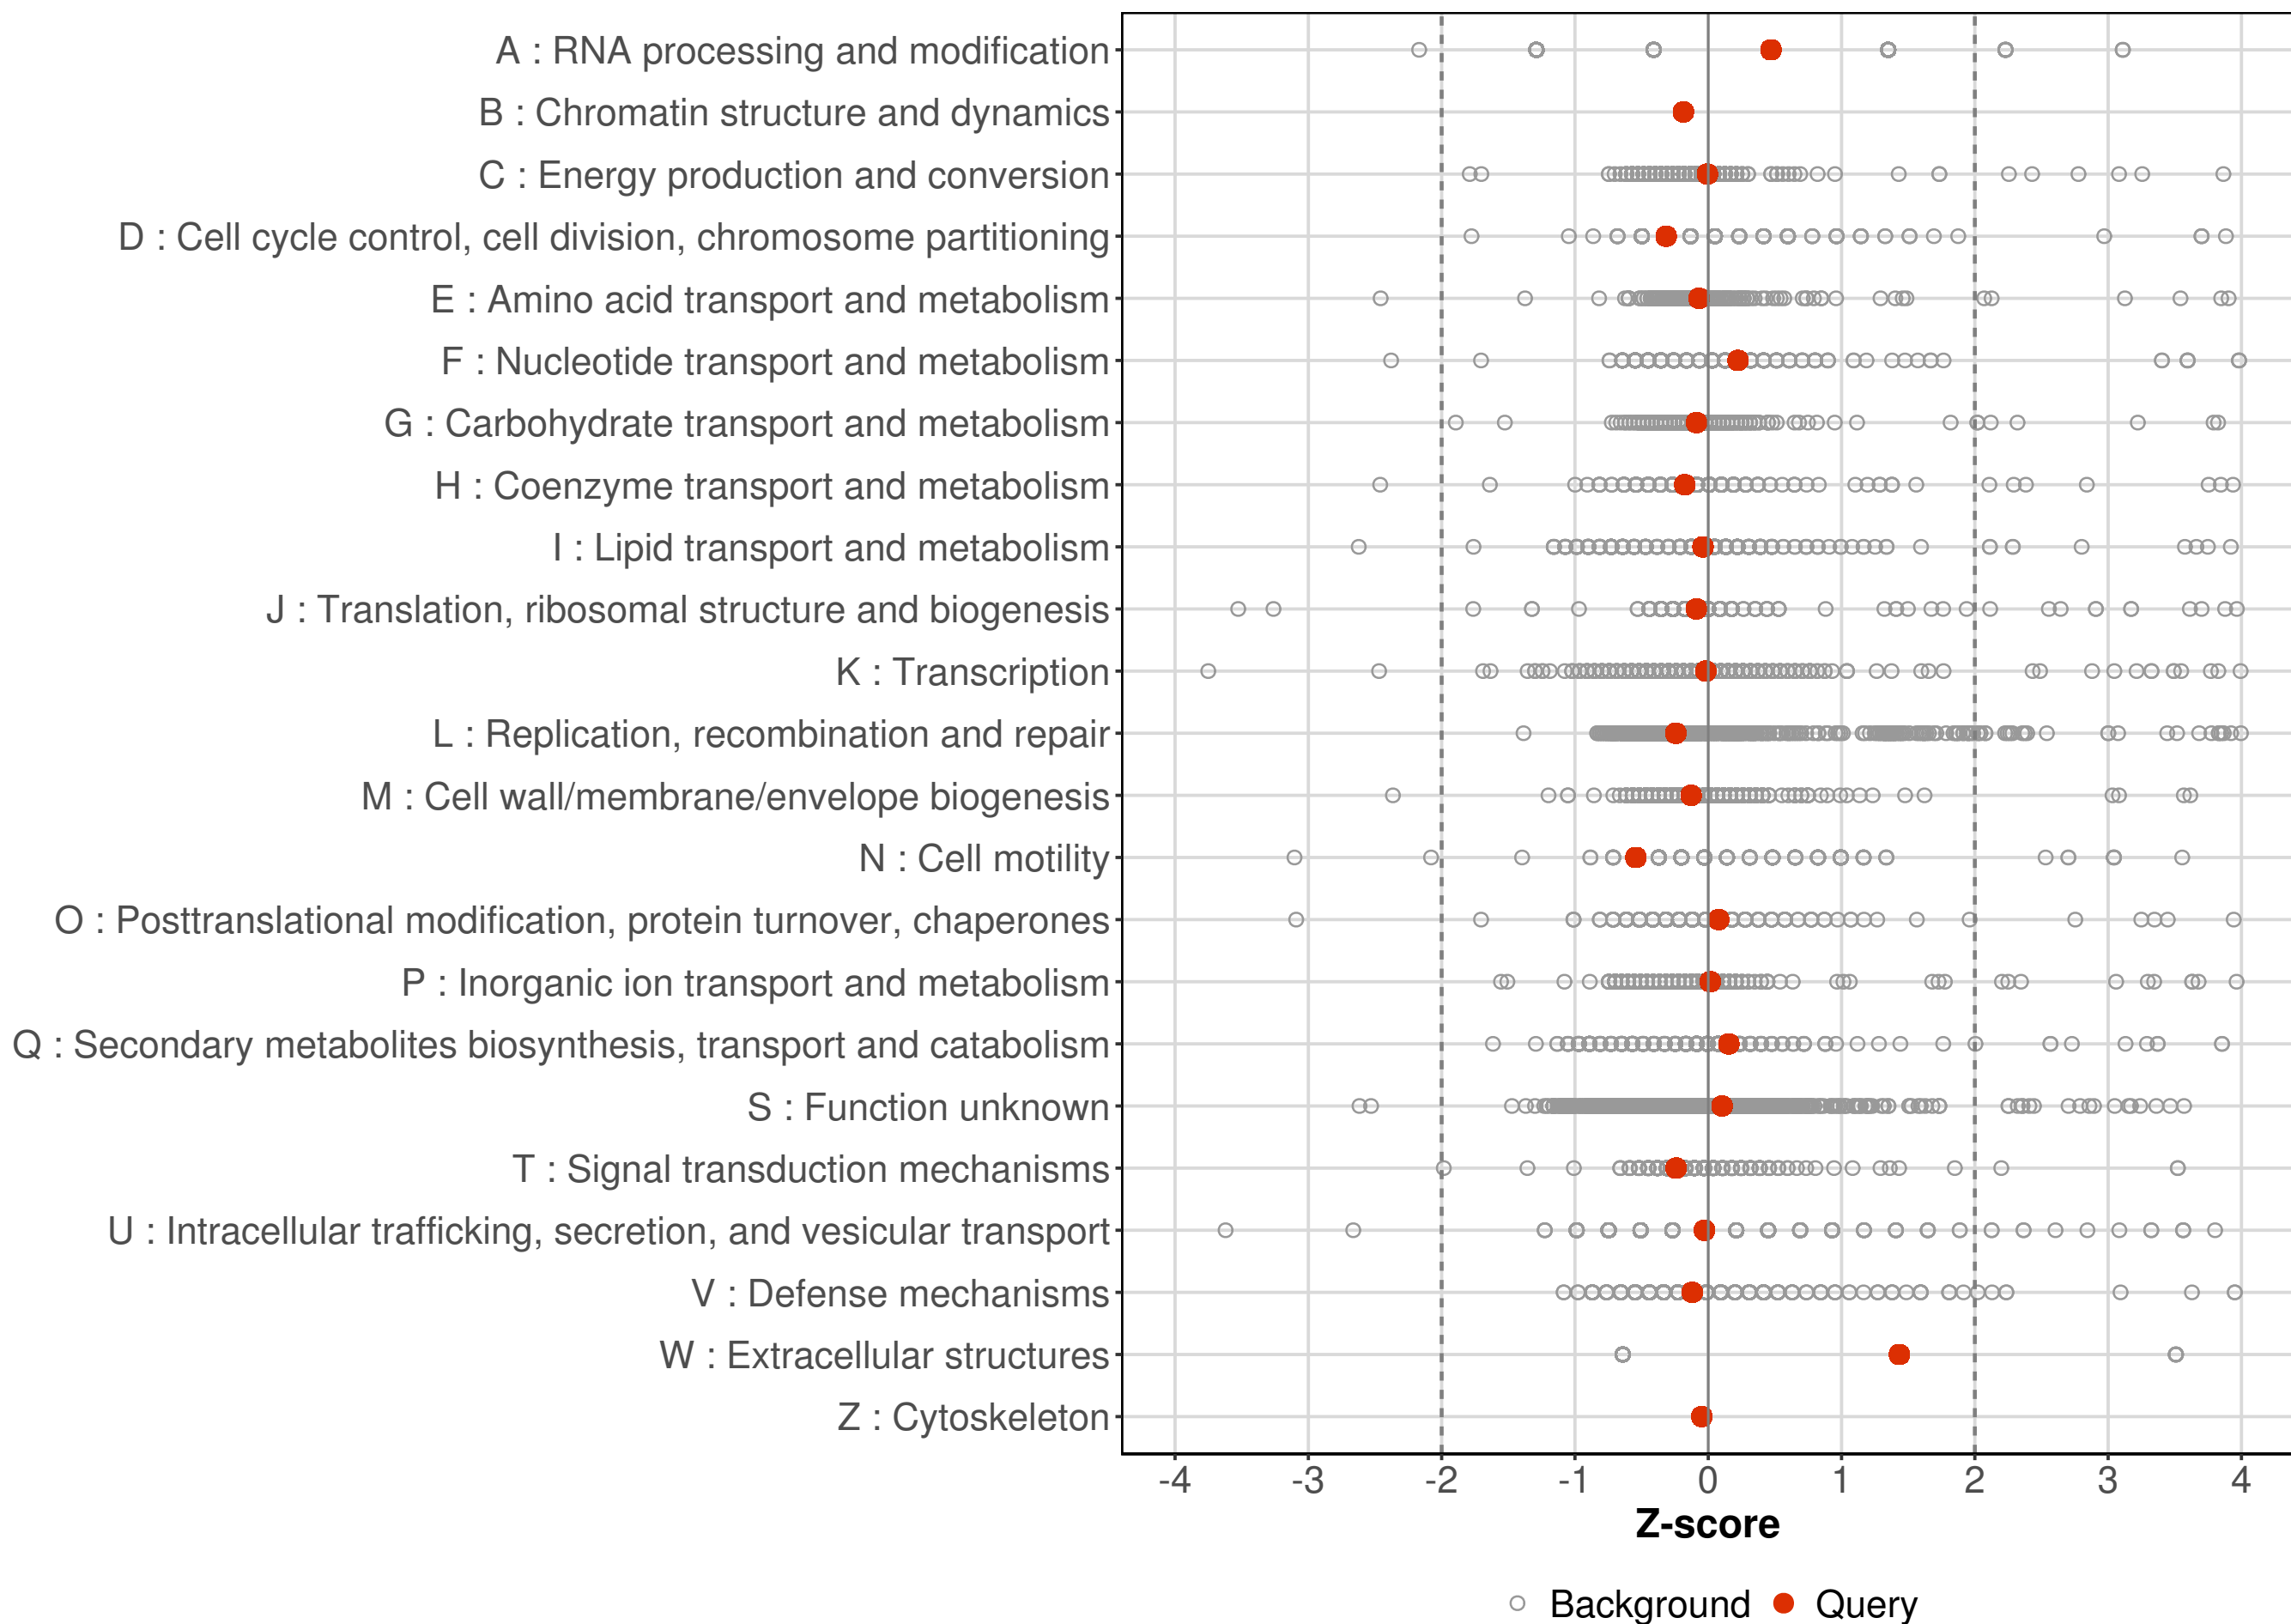 A : RNA processing and modification
B : Chromatin structure and dynamics
C : Energy production and conversion
D : Cell cycle control, cell division, chromosome partitioning
E : Amino acid transport and metabolism
F : Nucleotide transport and metabolism
G : Carbohydrate transport and metabolism
H : Coenzyme transport and metabolism
I : Lipid transport and metabolism
J : Translation, ribosomal structure and biogenesis
K : Transcription
L : Replication, recombination and repair
M : Cell wall/membrane/envelope biogenesis
N : Cell motility
O : Posttranslational modification, protein turnover, chaperones
P : Inorganic ion transport and metabolism
Q : Secondary metabolites biosynthesis, transport and catabolism
S : Function unknown
T : Signal transduction mechanisms
U : Intracellular trafficking, secretion, and vesicular transport
V : Defense mechanisms
W : Extracellular structures
Z : Cytoskeleton
-4 -3 -2 -1 0 1 2 3 4
Z-score
Background Query